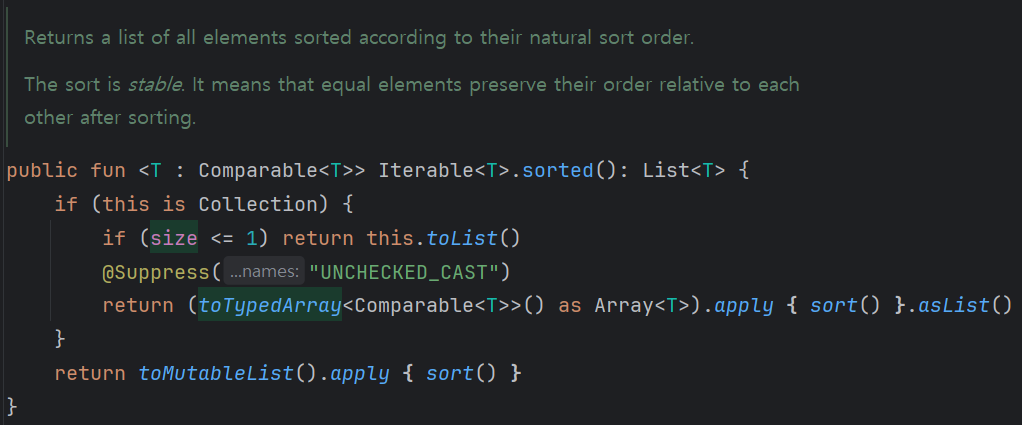 Returns a list of all elements sorted according to their natural sort order.
The sort is stable. It means that equal elements preserve their order relative to each
other after sorting.
public fun <T : Comparable<T>> Iterable<T>.sorted(): List<T> {
    if (this is Collection) {
        if (size <= 1) return this.toList()
        @Suppress(...names: "UNCHECKED_CAST")
        return (toTypedArray<Comparable<T>>() as Array<T>).apply { sort() }.asList()
    }
    return toMutableList().apply { sort() }
}